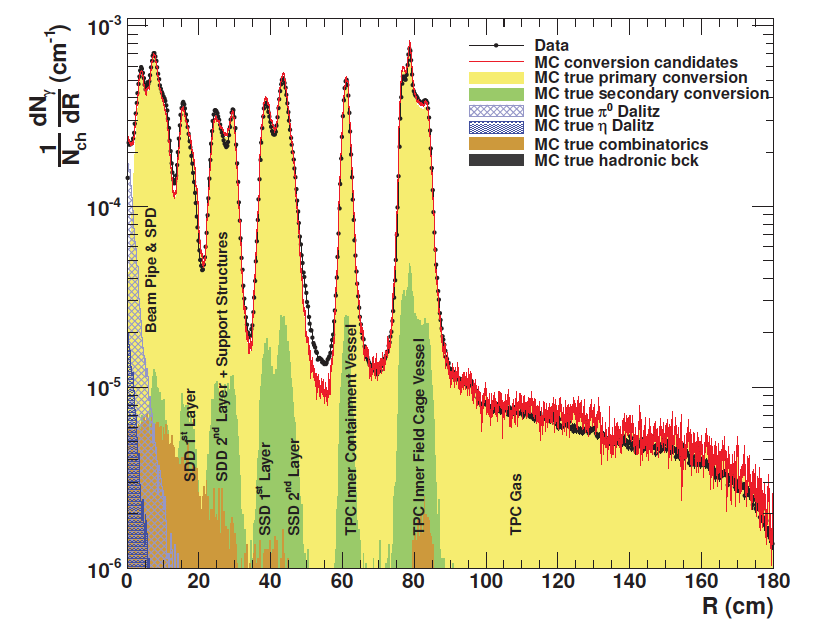 10⁻³
10⁻⁴
10⁻⁵
10⁻⁶
1/N_ch dN_γ/dR (cm⁻¹)
Data
MC conversion candidates
MC true primary conversion
MC true secondary conversion
MC true π⁰ Dalitz
MC true η Dalitz
MC true combinatorics
MC true hadronic bck
Beam Pipe & SPD
SDD 1st Layer
SDD 2nd Layer + Support Structures
SSD 1st Layer
SSD 2nd Layer
TPC Inner Containment Vessel
TPC Inner Field Cage Vessel
TPC Gas
0 20 40 60 80 100 120 140 160 180
R (cm)